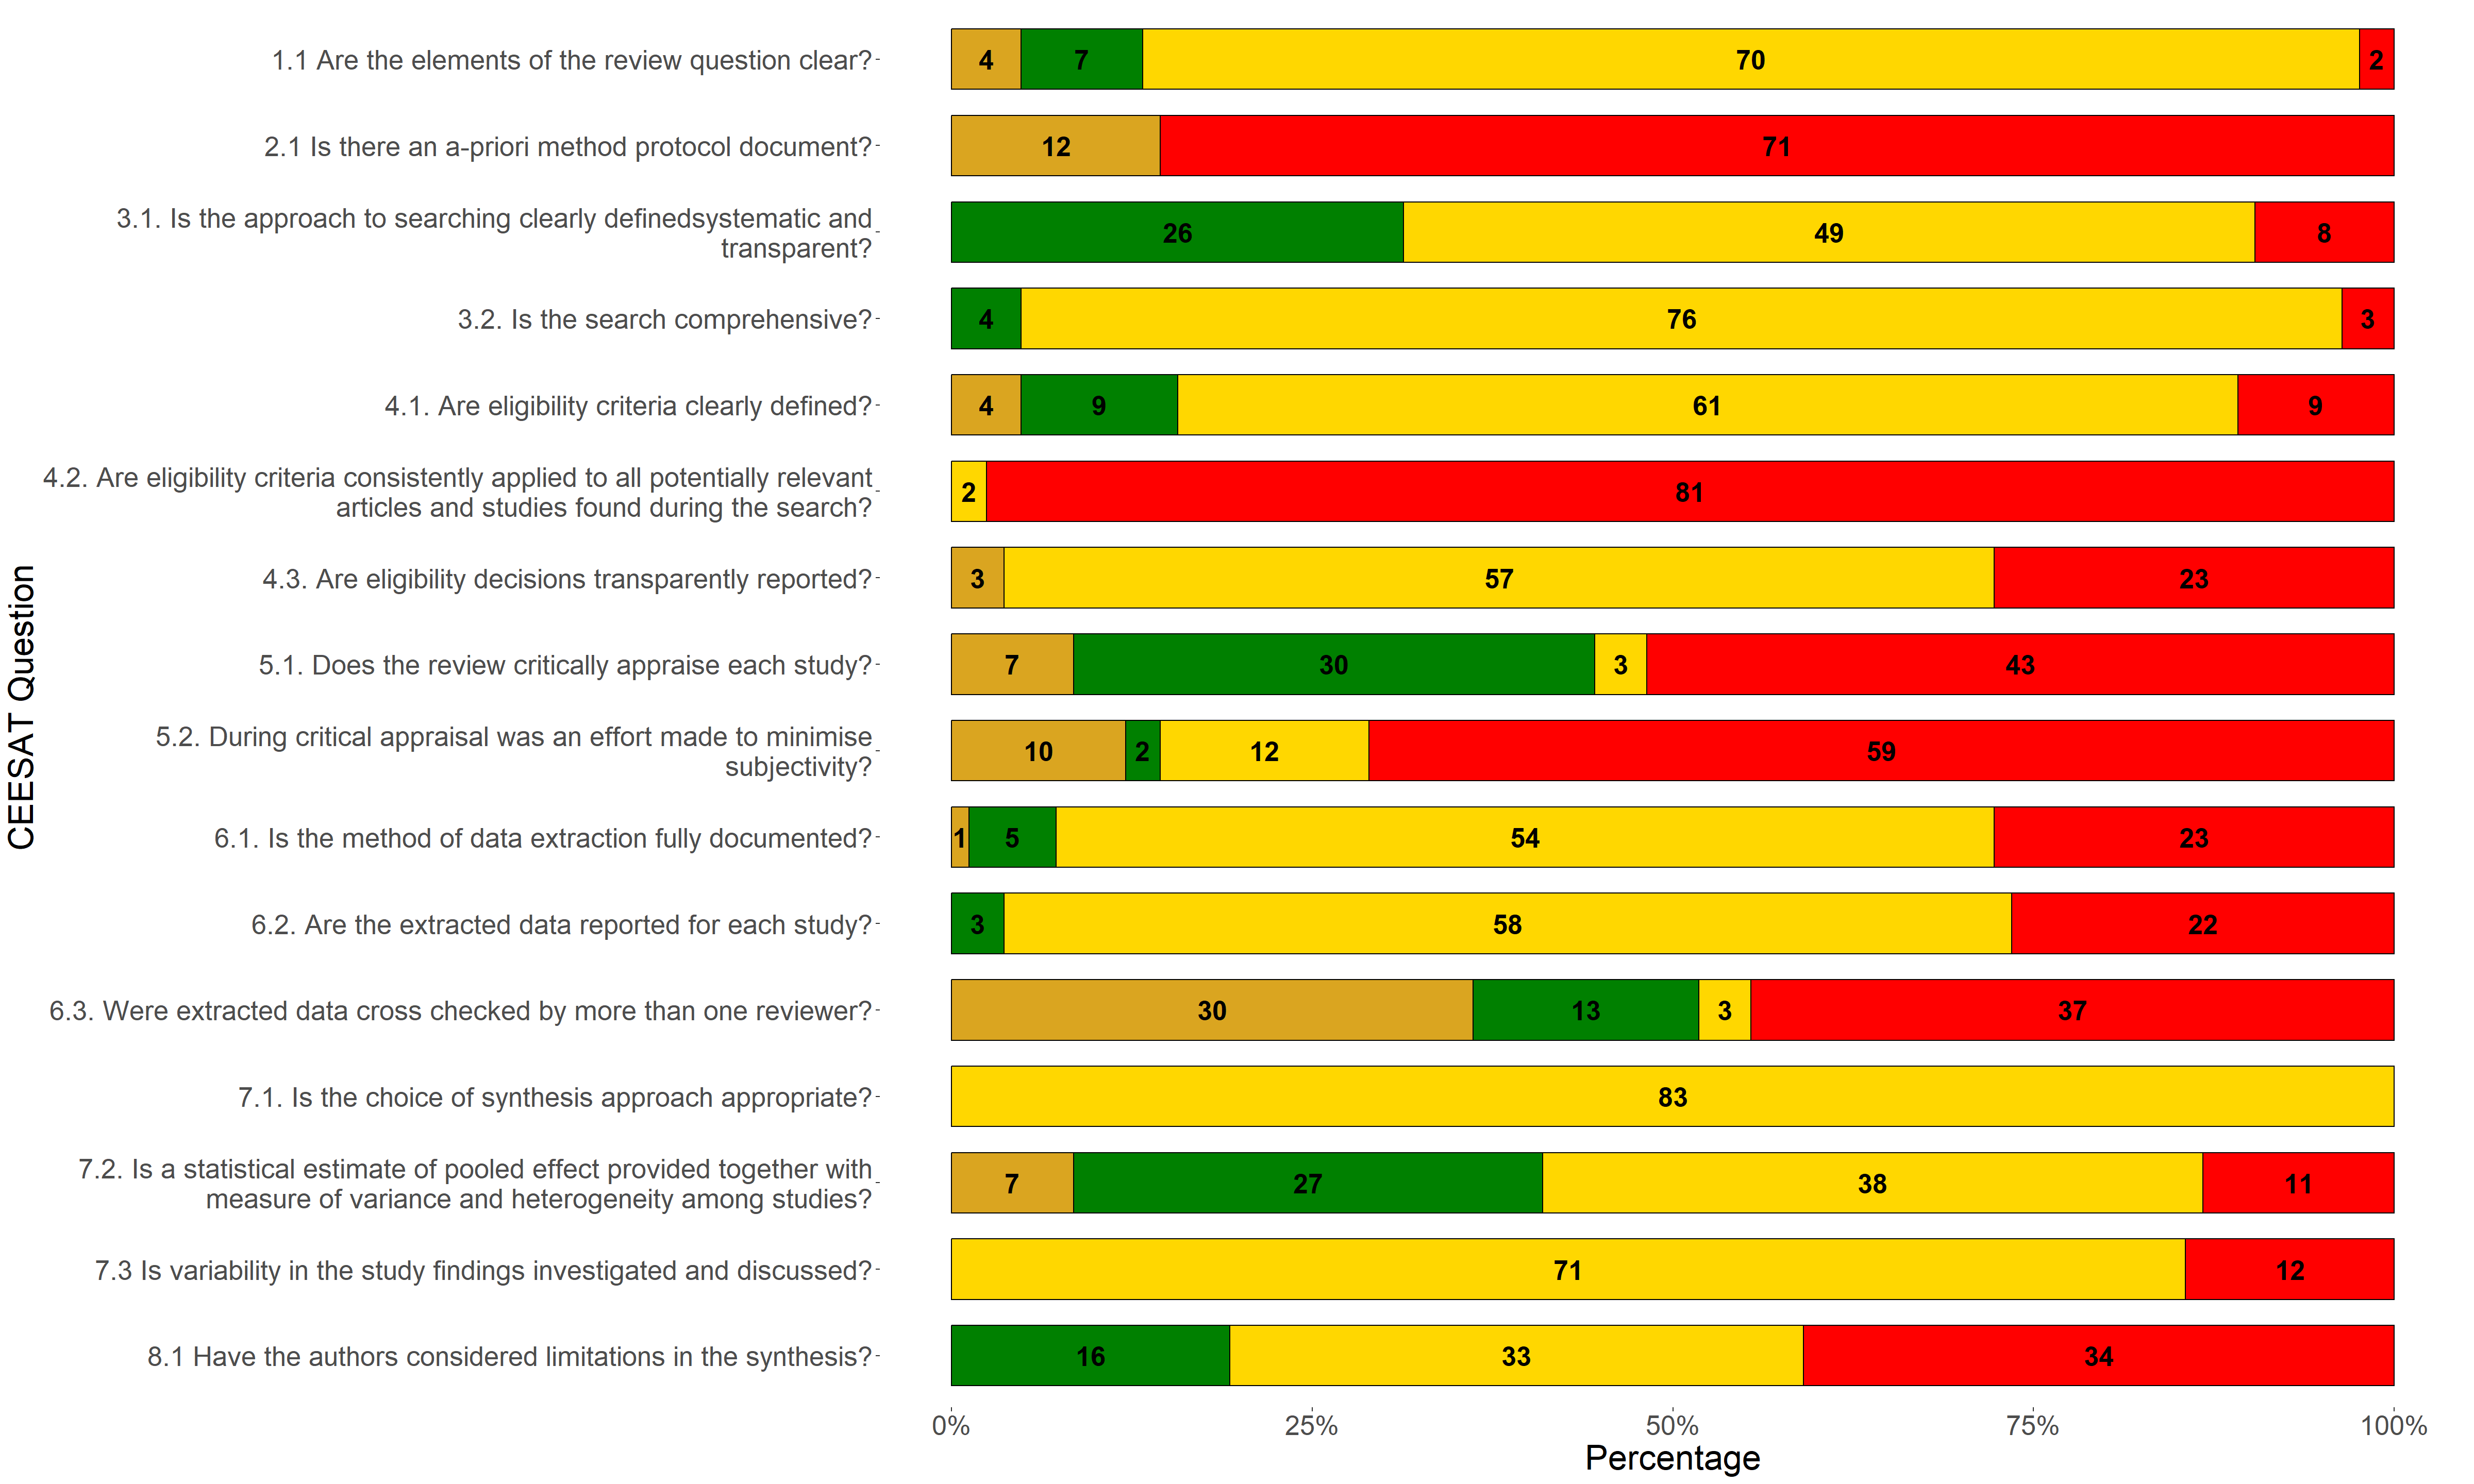 1.1 Are the elements of the review question clear?
4 7 70 2
2.1 Is there an a-priori method protocol document?
12 71
3.1. Is the approach to searching clearly definedsystematic and
transparent?
26 49 8
3.2. Is the search comprehensive?
4 76 3
4.1. Are eligibility criteria clearly defined?
4 9 61 9
4.2. Are eligibility criteria consistently applied to all potentially relevant
articles and studies found during the search?
2 81
4.3. Are eligibility decisions transparently reported?
3 57 23
5.1. Does the review critically appraise each study?
7 30 3 43
5.2. During critical appraisal was an effort made to minimise
subjectivity?
10 2 12 59
6.1. Is the method of data extraction fully documented?
1 5 54 23
6.2. Are the extracted data reported for each study?
3 58 22
6.3. Were extracted data cross checked by more than one reviewer?
30 13 3 37
7.1. Is the choice of synthesis approach appropriate?
83
7.2. Is a statistical estimate of pooled effect provided together with
measure of variance and heterogeneity among studies?
7 27 38 11
7.3 Is variability in the study findings investigated and discussed?
71 12
8.1 Have the authors considered limitations in the synthesis?
16 33 34
0% 25% 50% 75% 100%
Percentage
CEESAT Question